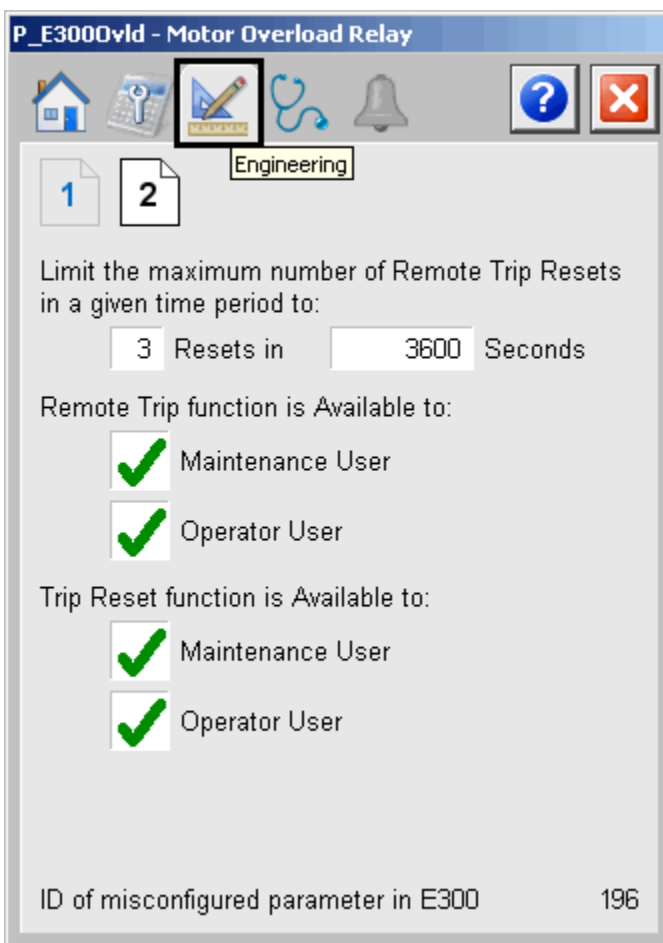 P_E300Ovld - Motor Overload Relay
?
Engineering
1 2
Limit the maximum number of Remote Trip Resets
in a given time period to:
3 Resets in 3600 Seconds
Remote Trip function is Available to:
Maintenance User
Operator User
Trip Reset function is Available to:
Maintenance User
Operator User
ID of misconfigured parameter in E300 196